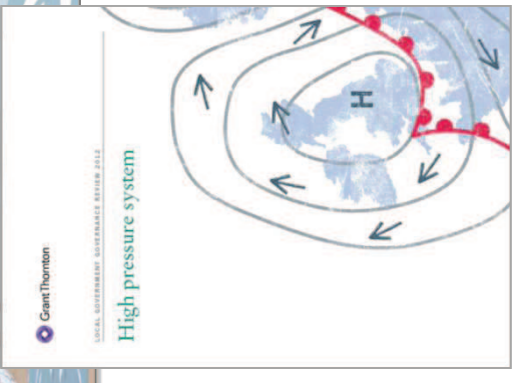 Grant Thornton
LOCAL GOVERNMENT GOVERNANCE REVIEW 2012
High pressure system
H